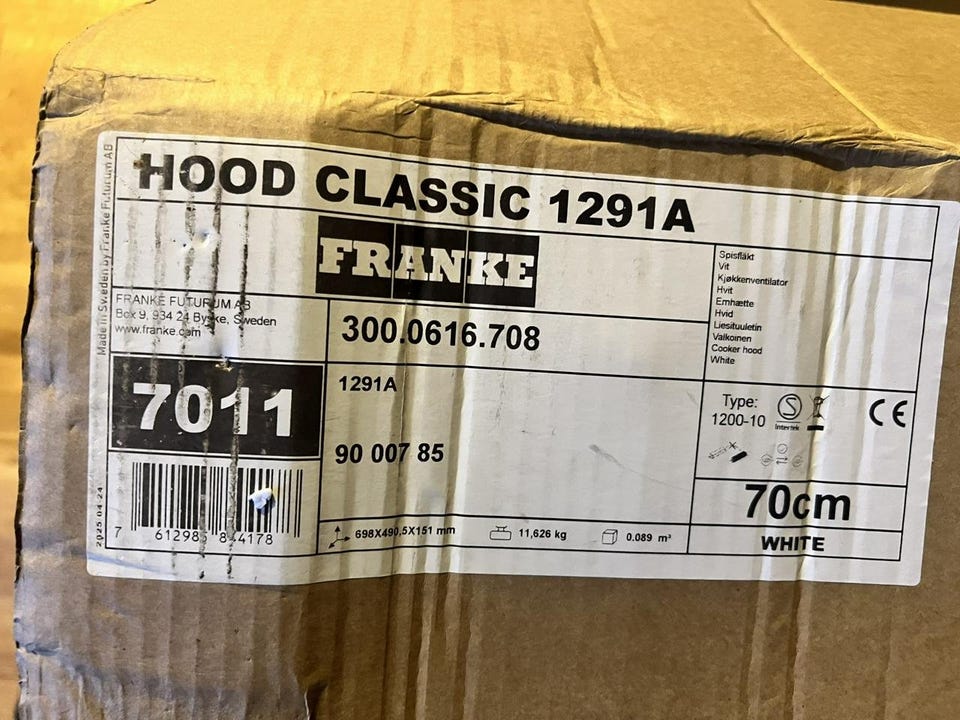 HOOD CLASSIC 1291A
FRANKE
Made in Sweden by Franke Futurum AB
FRANKE FUTURUM AB
Box 9, 934 24 Byske, Sweden
www.franke.com
300.0616.708
7011
1291A
90 007 85
Spisfläkt
Vit
Kjøkkenventilator
Hvit
Emhætte
Hvid
Liesituuletin
Valkoinen
Cooker hood
White
Type:
1200-10
S
Intertek
CE
70cm
WHITE
2025 04 24
7 612985 844178
698X490,5X151 mm
11,626 kg
0.089 m³